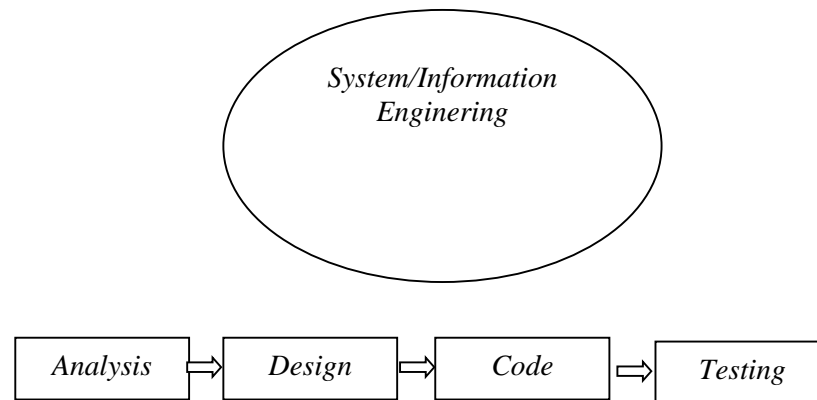 System/Information
Enginering
Analysis
Design
Code
Testing